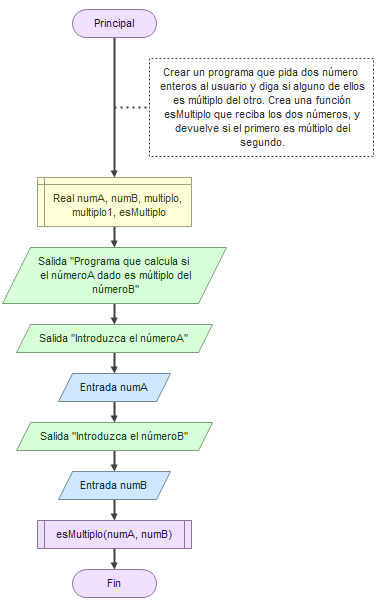 Principal
Crear un programa que pida dos número
enteros al usuario y diga si alguno de ellos
es múltiplo del otro. Crea una función
esMultiplo que reciba los dos números, y
devuelve si el primero es múltiplo del
segundo.
Real numA, numB, multiplo,
multiplo1, esMultiplo
Salida "Programa que calcula si
el númeroA dado es múltiplo del
númeroB"
Salida "Introduzca el númeroA"
Entrada numA
Salida "Introduzca el númeroB"
Entrada numB
esMultiplo(numA, numB)
Fin